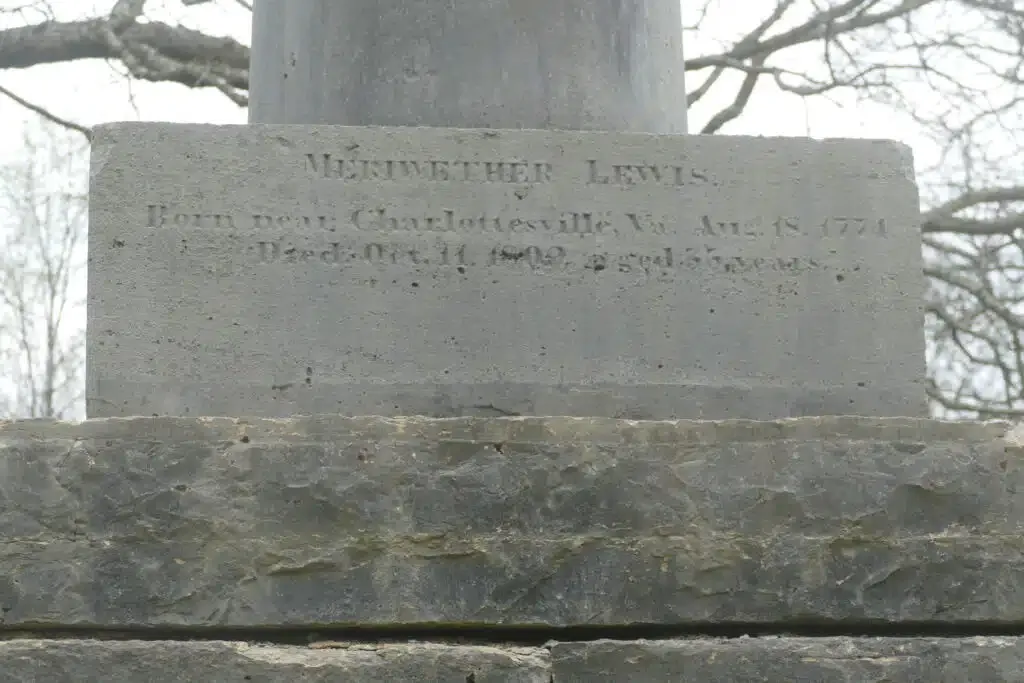 MERIWETHER LEWIS.
Born near, Charlottesville, Va. Aug. 18, 1774
Died, Oct. 11, 1809, aged 35 years.